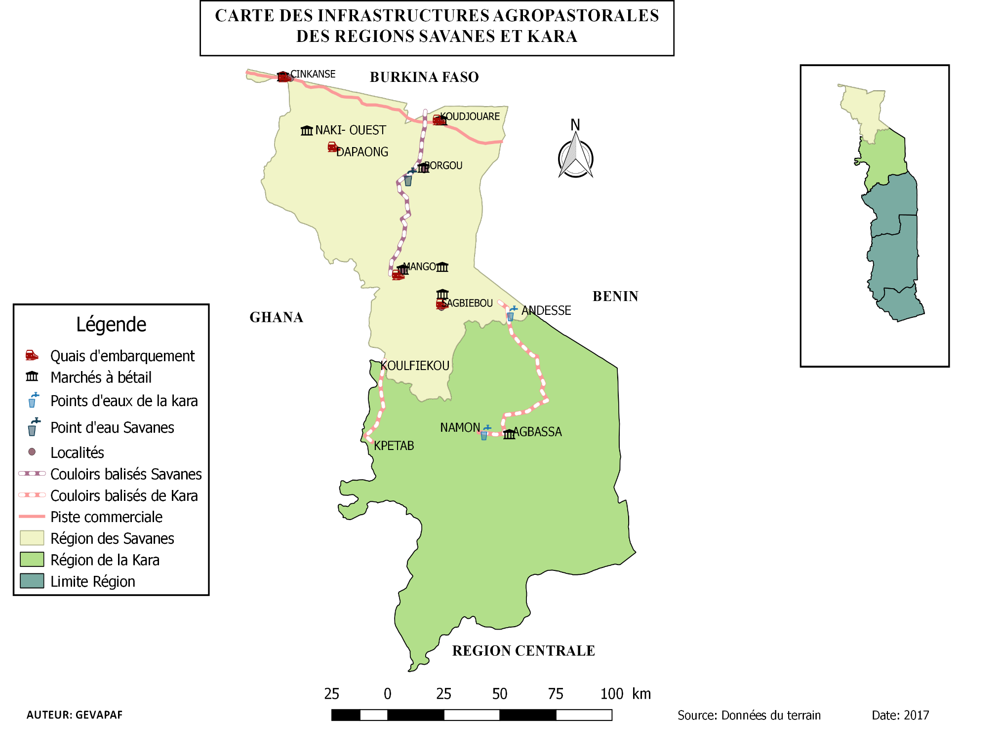 CARTE DES INFRASTRUCTURES AGROPASTORALES
DES REGIONS SAVANES ET KARA
CINKANSE
BURKINA FASO
KOUDJOUARE
NAKI- OUEST
DAPAONG
BORGOU
N
MANGO
SAGBIEBOU
ANDESSE
BENIN
GHANA
KOULFIEKOU
NAMON
AGBASSA
KPETAB
REGION CENTRALE
Légende
Quais d'embarquement
Marchés à bétail
Points d'eaux de la kara
Point d'eau Savanes
Localités
Couloirs balisés Savanes
Couloirs balisés de Kara
Piste commerciale
Région des Savanes
Région de la Kara
Limite Région
25 0 25 50 75 100 km
AUTEUR: GEVAPAF
Source: Données du terrain
Date: 2017